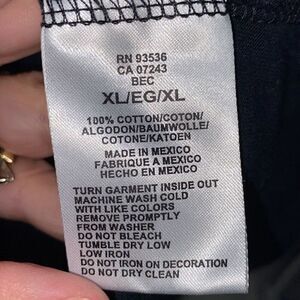 RN 93536
CA 07243
BEC
XL/EG/XL
100% COTTON/COTON/
ALGODON/BAUMWOLLE/
COTONE/KATOEN
MADE IN MEXICO
FABRIQUE A MEXICO
HECHO EN MEXICO
TURN GARMENT INSIDE OUT
MACHINE WASH COLD
WITH LIKE COLORS
REMOVE PROMPTLY
FROM WASHER
DO NOT BLEACH
TUMBLE DRY LOW
LOW IRON
DO NOT IRON ON DECORATION
DO NOT DRY CLEAN